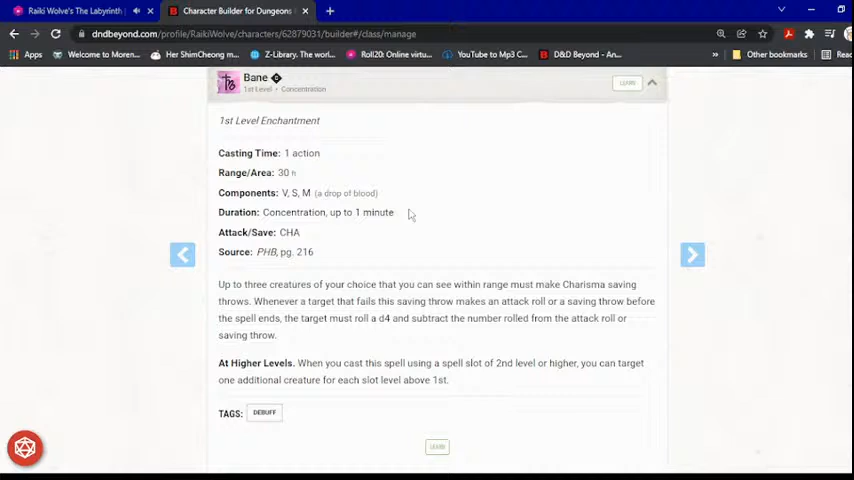 Raiki Wolve's The Labyrinth
Character Builder for Dungeons
dndbeyond.com/profile/RaikiWolve/characters/62879031/builder#/class/manage
Apps
Welcome to Moren...
Her ShimCheong mo...
Z-Library. The worl...
Roll20: Online virtu...
YouTube to Mp3 C...
D&D Beyond - An...
Other bookmarks
Bane
LEARN
1st Level • Concentration
1st Level Enchantment
Casting Time: 1 action
Range/Area: 30 ft
Components: V, S, M (a drop of blood)
Duration: Concentration, up to 1 minute
Attack/Save: CHA
Source: PHB, pg. 216
Up to three creatures of your choice that you can see within range must make Charisma saving
throws. Whenever a target that fails this saving throw makes an attack roll or a saving throw before
the spell ends, the target must roll a d4 and subtract the number rolled from the attack roll or
saving throw.
At Higher Levels. When you cast this spell using a spell slot of 2nd level or higher, you can target
one additional creature for each slot level above 1st.
TAGS: DEBUFF
LEARN